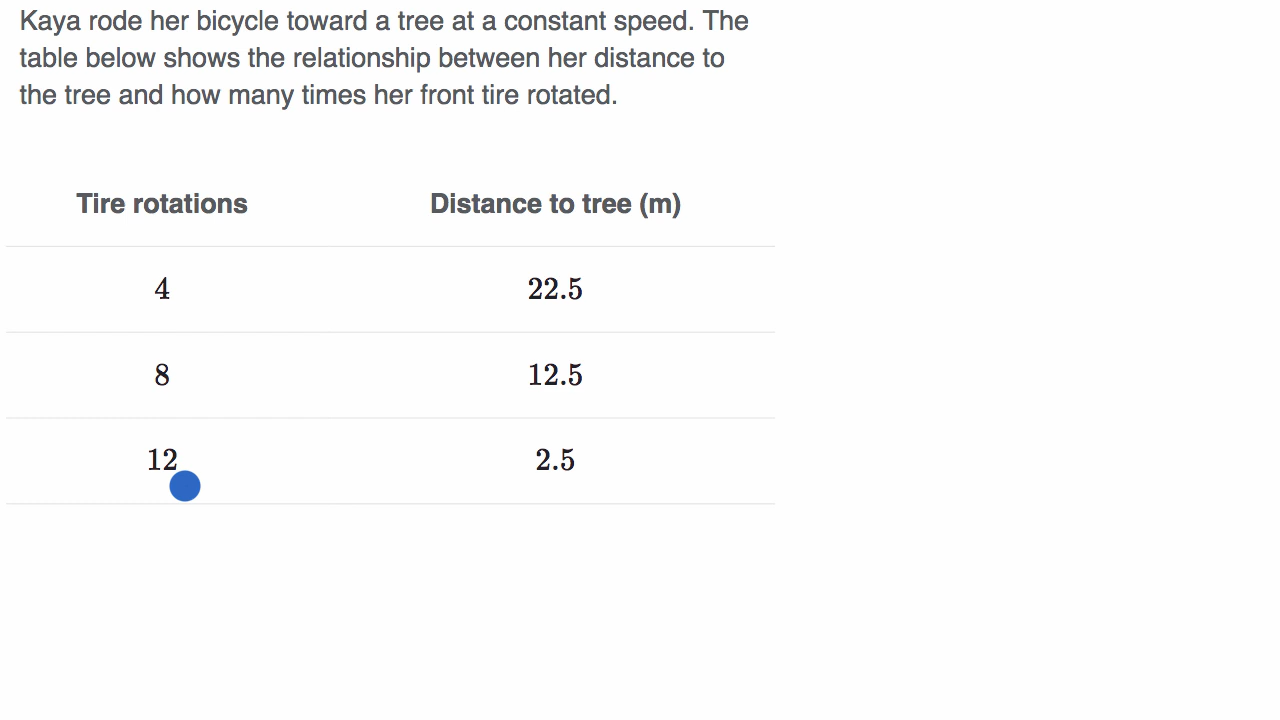 Kaya rode her bicycle toward a tree at a constant speed. The
table below shows the relationship between her distance to
the tree and how many times her front tire rotated.
Tire rotations Distance to tree (m)
4 22.5
8 12.5
12 2.5